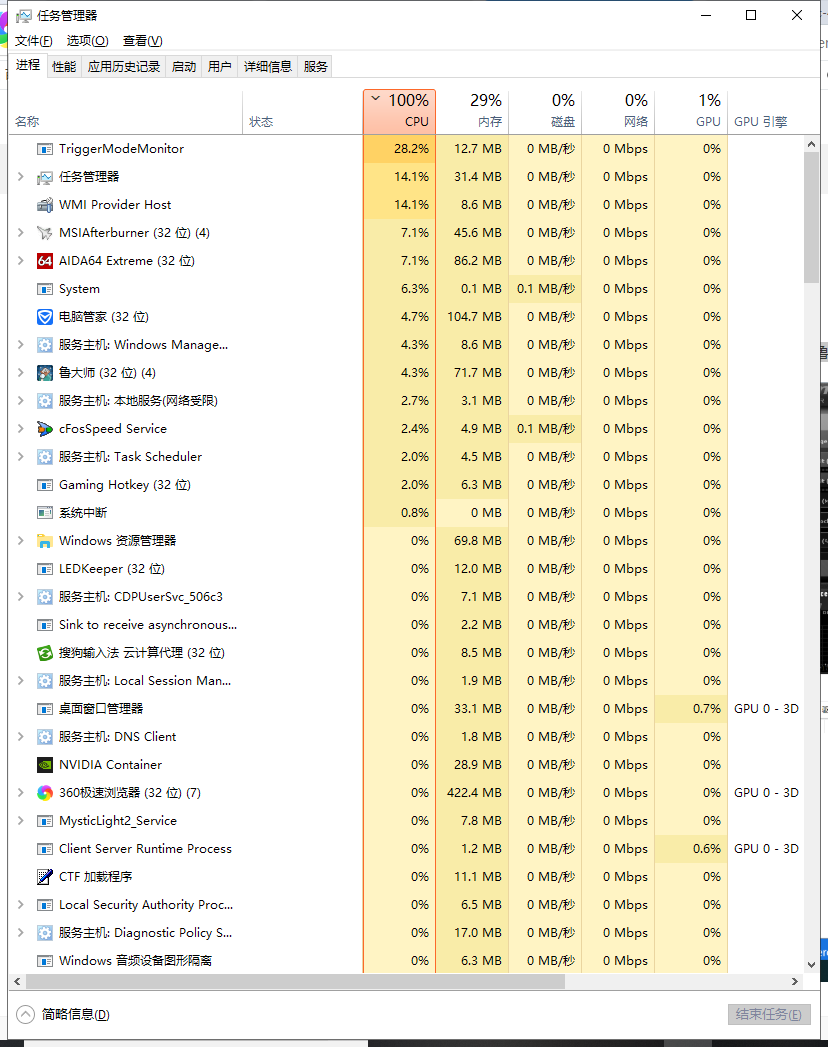 任务管理器
文件(F) 选项(O) 查看(V)
进程 性能 应用历史记录 启动 用户 详细信息 服务
100% 29% 0% 0% 1%
名称 状态 CPU 内存 磁盘 网络 GPU GPU 引擎
TriggerModeMonitor 28.2% 12.7 MB 0 MB/秒 0 Mbps 0%
任务管理器 14.1% 31.4 MB 0 MB/秒 0 Mbps 0%
WMI Provider Host 14.1% 8.6 MB 0 MB/秒 0 Mbps 0%
MSIAfterburner (32 位) (4) 7.1% 45.6 MB 0 MB/秒 0 Mbps 0%
64 AIDA64 Extreme (32 位) 7.1% 86.2 MB 0 MB/秒 0 Mbps 0%
System 6.3% 0.1 MB 0.1 MB/秒 0 Mbps 0%
电脑管家 (32 位) 4.7% 104.7 MB 0 MB/秒 0 Mbps 0%
服务主机: Windows Manage... 4.3% 8.6 MB 0 MB/秒 0 Mbps 0%
鲁大师 (32 位) (4) 4.3% 71.7 MB 0 MB/秒 0 Mbps 0%
服务主机: 本地服务(网络受限) 2.7% 3.1 MB 0 MB/秒 0 Mbps 0%
cFosSpeed Service 2.4% 4.9 MB 0.1 MB/秒 0 Mbps 0%
服务主机: Task Scheduler 2.0% 4.5 MB 0 MB/秒 0 Mbps 0%
Gaming Hotkey (32 位) 2.0% 6.3 MB 0 MB/秒 0 Mbps 0%
系统中断 0.8% 0 MB 0 MB/秒 0 Mbps 0%
Windows 资源管理器 0% 69.8 MB 0 MB/秒 0 Mbps 0%
LEDKeeper (32 位) 0% 12.0 MB 0 MB/秒 0 Mbps 0%
服务主机: CDPUserSvc_506c3 0% 7.1 MB 0 MB/秒 0 Mbps 0%
Sink to receive asynchronous... 0% 2.2 MB 0 MB/秒 0 Mbps 0%
搜狗输入法 云计算代理 (32 位) 0% 8.5 MB 0 MB/秒 0 Mbps 0%
服务主机: Local Session Man... 0% 1.9 MB 0 MB/秒 0 Mbps 0%
桌面窗口管理器 0% 33.1 MB 0 MB/秒 0 Mbps 0.7% GPU 0 - 3D
服务主机: DNS Client 0% 1.8 MB 0 MB/秒 0 Mbps 0%
NVIDIA Container 0% 28.9 MB 0 MB/秒 0 Mbps 0%
360极速浏览器 (32 位) (7) 0% 422.4 MB 0 MB/秒 0 Mbps 0% GPU 0 - 3D
MysticLight2_Service 0% 7.8 MB 0 MB/秒 0 Mbps 0%
Client Server Runtime Process 0% 1.2 MB 0 MB/秒 0 Mbps 0.6% GPU 0 - 3D
CTF 加载程序 0% 11.1 MB 0 MB/秒 0 Mbps 0%
Local Security Authority Proc... 0% 6.5 MB 0 MB/秒 0 Mbps 0%
服务主机: Diagnostic Policy S... 0% 17.0 MB 0 MB/秒 0 Mbps 0%
Windows 音频设备图形隔离 0% 6.3 MB 0 MB/秒 0 Mbps 0%
简略信息(D) 结束任务(E)